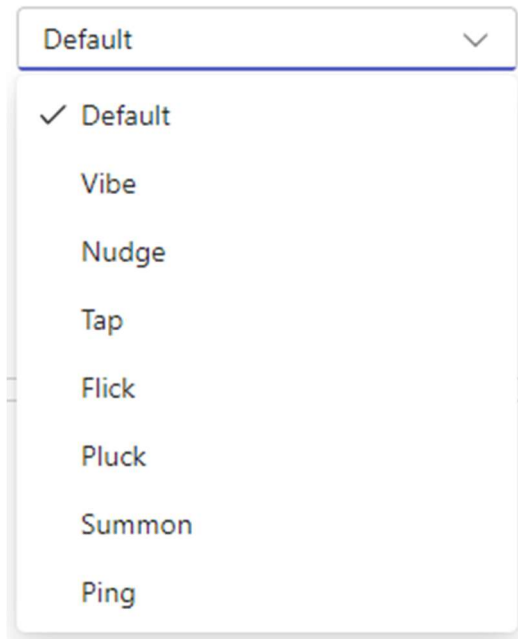 Default
Default
Vibe
Nudge
Tap
Flick
Pluck
Summon
Ping